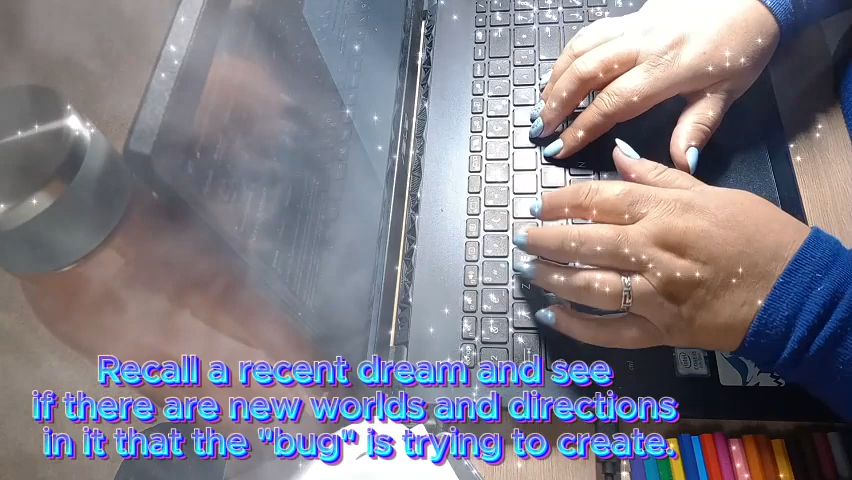 Recall a recent dream and see
if there are new worlds and directions
in it that the "bug" is trying to create.